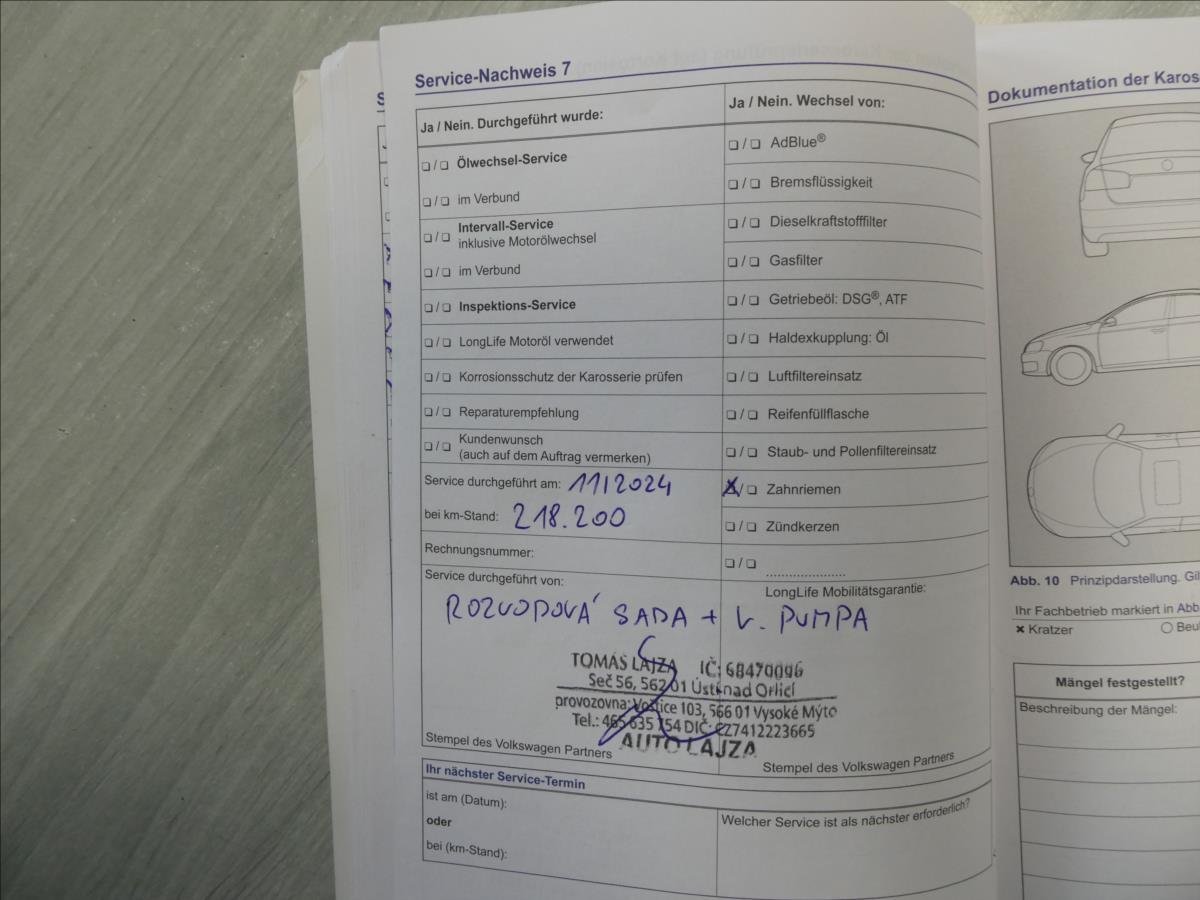 Service-Nachweis 7
Ja / Nein. Durchgeführt wurde:
❏ / ❏ Ölwechsel-Service
❏ / ❏ im Verbund
❏ / ❏ Intervall-Service
inklusive Motorölwechsel
❏ / ❏ im Verbund
❏ / ❏ Inspektions-Service
❏ / ❏ LongLife Motoröl verwendet
❏ / ❏ Korrosionsschutz der Karosserie prüfen
❏ / ❏ Reparaturempfehlung
❏ / ❏ Kundenwunsch
(auch auf dem Auftrag vermerken)
Service durchgeführt am: 11/2024
bei km-Stand: 218.200
Rechnungsnummer:
Ja / Nein. Wechsel von:
❏ / ❏ AdBlue®
❏ / ❏ Bremsflüssigkeit
❏ / ❏ Dieselkraftstofffilter
❏ / ❏ Gasfilter
❏ / ❏ Getriebeöl: DSG®, ATF
❏ / ❏ Haldexkupplung: Öl
❏ / ❏ Luftfiltereinsatz
❏ / ❏ Reifenfüllflasche
❏ / ❏ Staub- und Pollenfiltereinsatz
X / ❏ Zahnriemen
❏ / ❏ Zündkerzen
❏ / ❏ .....................
Service durchgeführt von:
LongLife Mobilitätsgarantie:
ROZVODOVÁ SADA + V. PUMPA
TOMÁŠ LAJZA IČ: 68470096
Seč 56, 562 01 Ústí nad Orlicí
provozovna: Vostice 103, 566 01 Vysoké Mýto
Tel.: 465 635 754 DIČ: CZ7412223665
AUTO LAJZA
Stempel des Volkswagen Partners
Stempel des Volkswagen Partners
Ihr nächster Service-Termin
ist am (Datum):
oder
bei (km-Stand):
Welcher Service ist als nächster erforderlich?
Dokumentation der Karos
Abb. 10 Prinzipdarstellung. Gil
Ihr Fachbetrieb markiert in Abb
✖ Kratzer
○ Beul
Mängel festgestellt?
Beschreibung der Mängel: